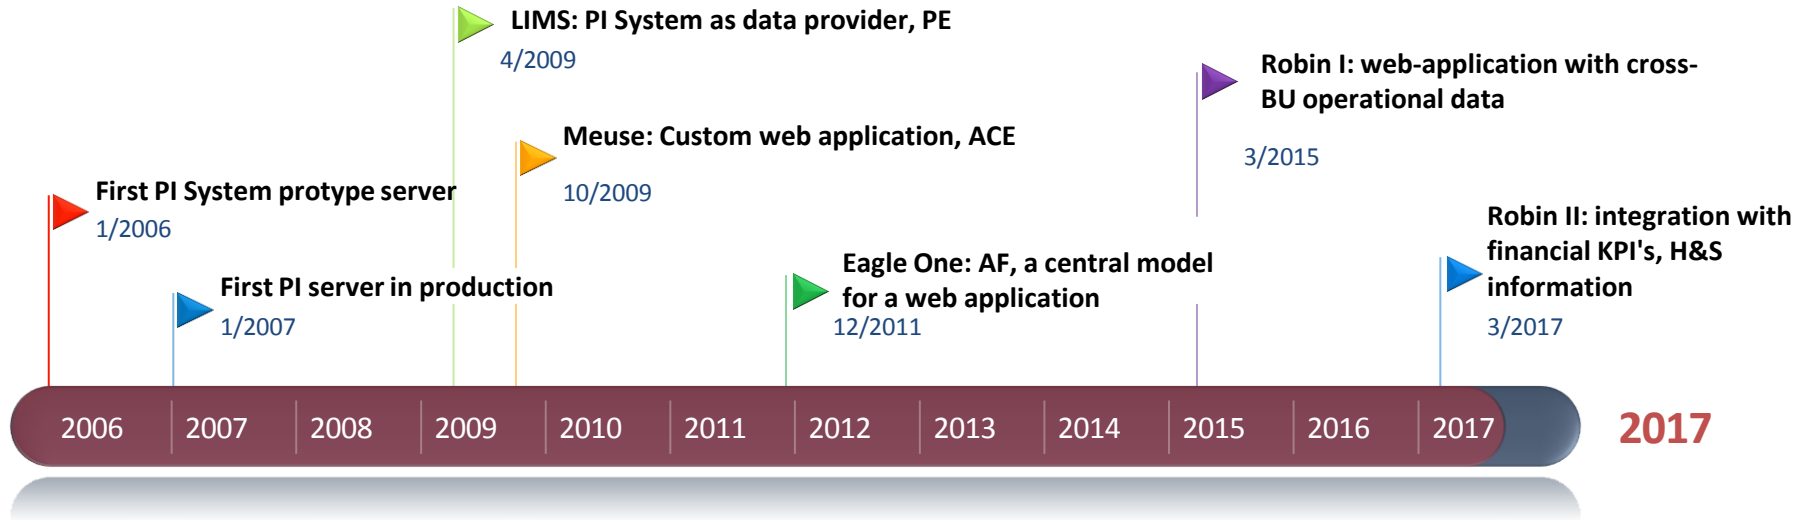 LIMS: PI System as data provider, PE
4/2009
Robin I: web-application with cross-
BU operational data
3/2015
Meuse: Custom web application, ACE
10/2009
First PI System protype server
1/2006
Robin II: integration with
financial KPI's, H&S
information
3/2017
Eagle One: AF, a central model
for a web application
12/2011
First PI server in production
1/2007
2006 2007 2008 2009 2010 2011 2012 2013 2014 2015 2016 2017
2017